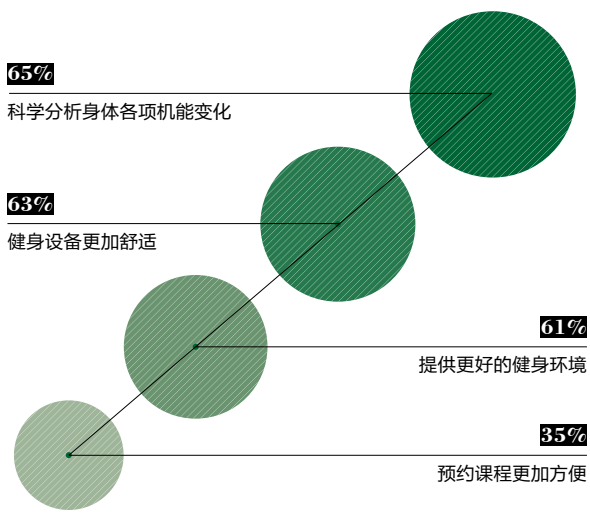 65%
科学分析身体各项机能变化
63%
健身设备更加舒适
61%
提供更好的健身环境
35%
预约课程更加方便